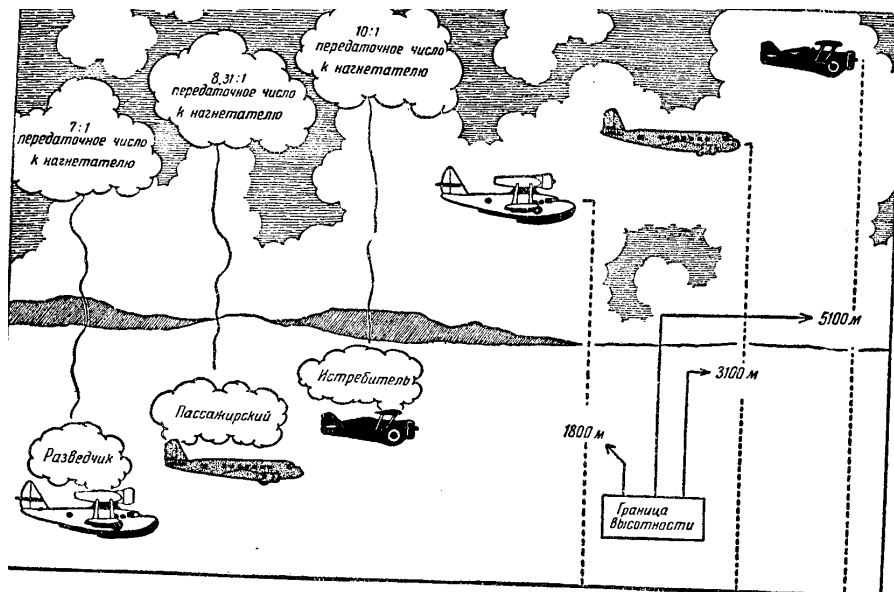 10:1
передаточное число
к нагнетателю
8,31:1
передаточное число
к нагнетателю
7:1
передаточное число
к нагнетателю
5100 м
Истребитель
3100 м
Пассажирский
1800 м
Разведчик
Граница
высотности